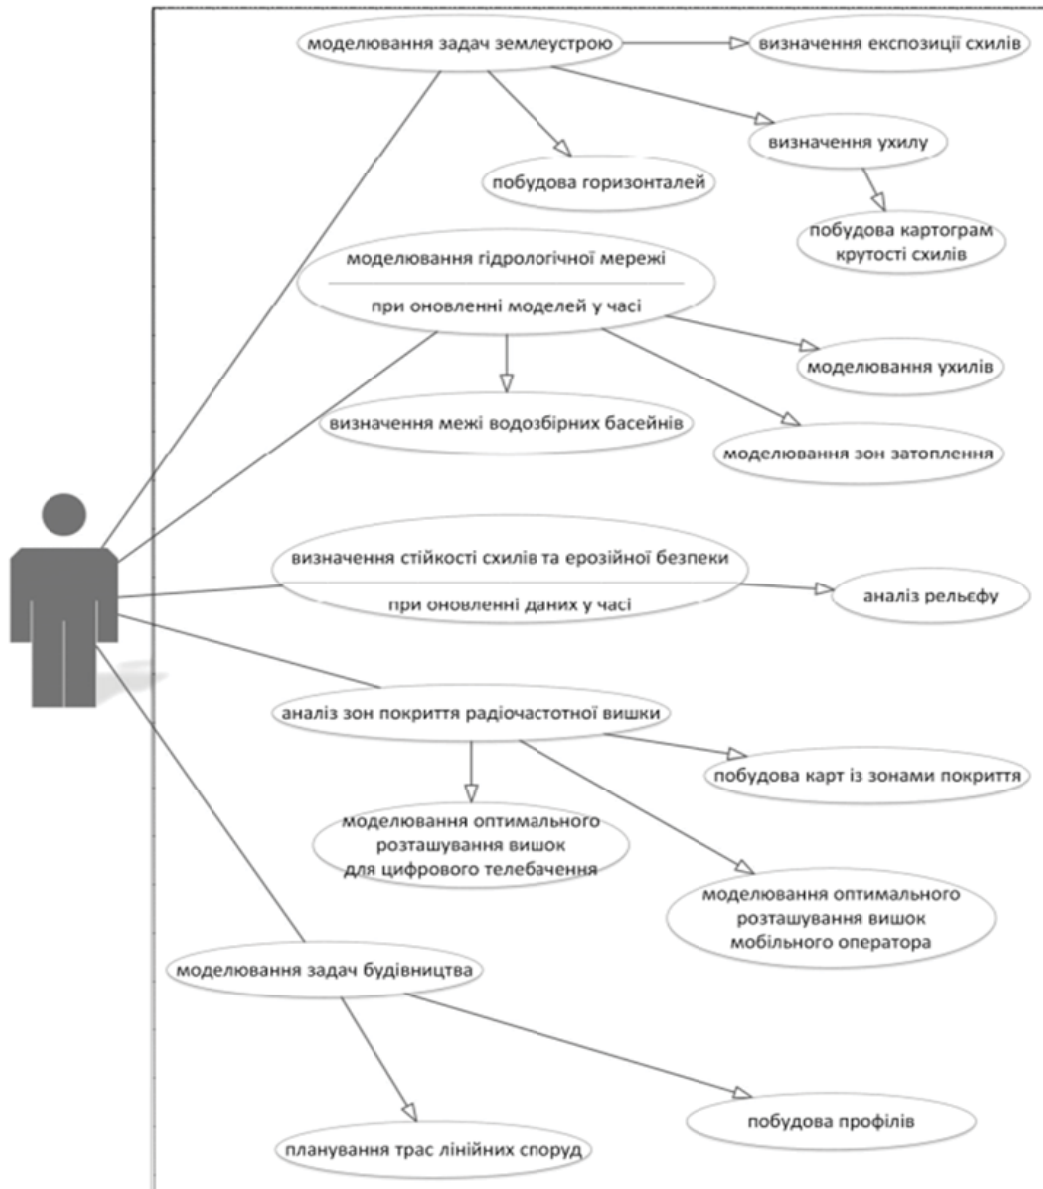 моделювання задач землеустрою
визначення експозиції схилів
визначення ухилу
побудова горизонталей
побудова картограм
крутості схилів
моделювання гідрологічної мережі
при оновленні моделей у часі
моделювання ухилів
визначення межі водозбірних басейнів
моделювання зон затоплення
визначення стійкості схилів та ерозійної безпеки
при оновленні даних у часі
аналіз рельєфу
аналіз зон покриття радіочастотної вишки
побудова карт із зонами покриття
моделювання оптимального
розташування вишок
для цифрового телебачення
моделювання оптимального
розташування вишок
мобільного оператора
моделювання задач будівництва
побудова профілів
планування трас лінійних споруд